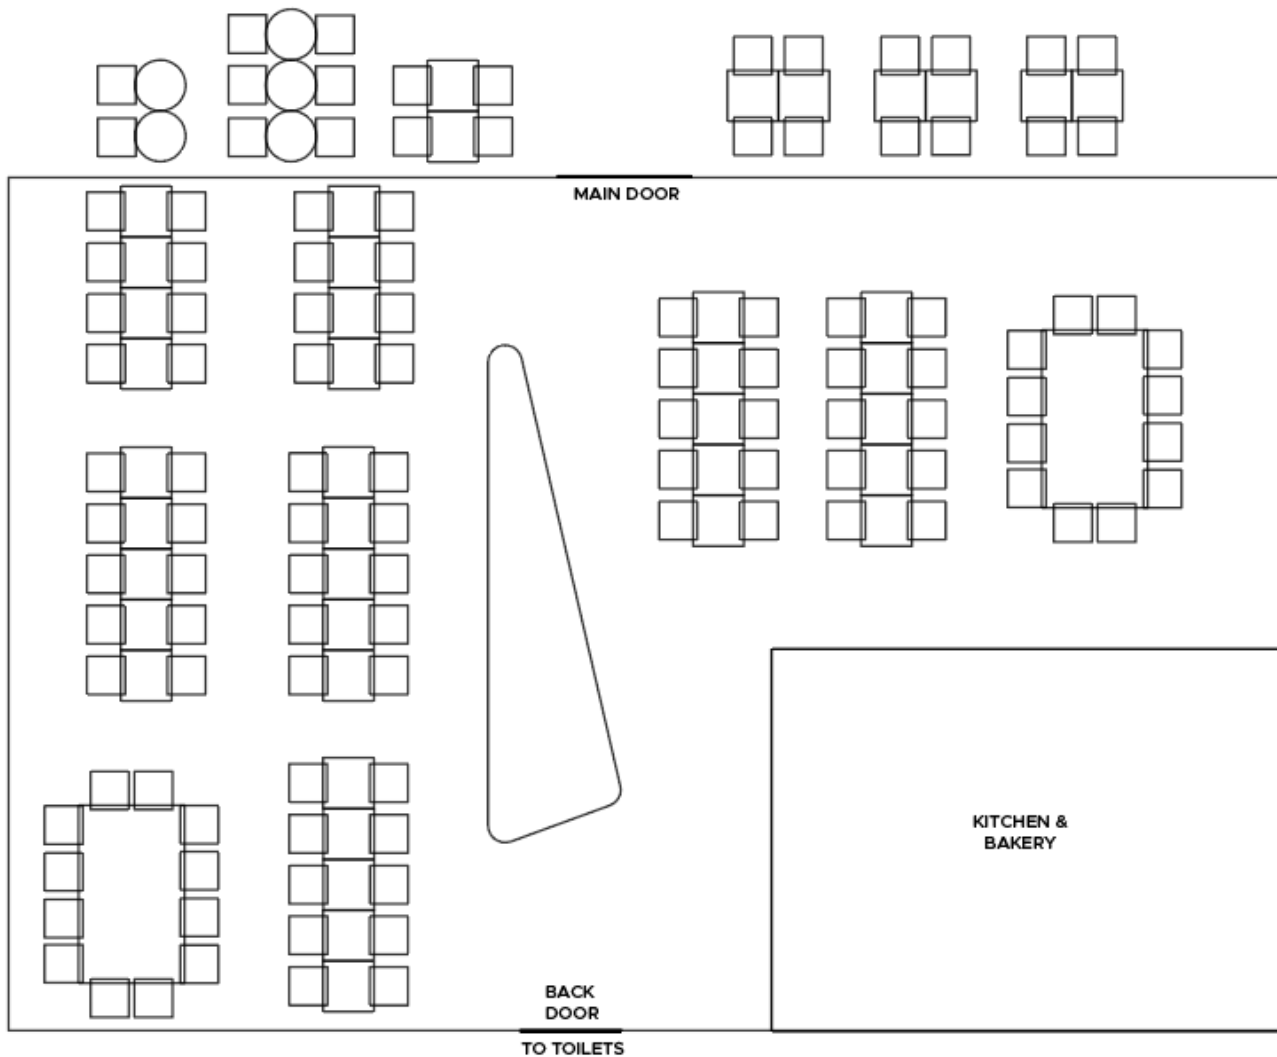 MAIN DOOR
KITCHEN &
BAKERY
BACK
DOOR
TO TOILETS